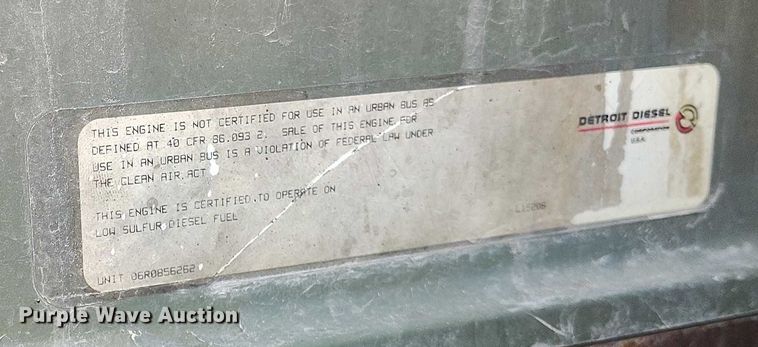 THIS ENGINE IS NOT CERTIFIED FOR USE IN AN URBAN BUS AS
DEFINED AT 40 CFR 86.093 2. SALE OF THIS ENGINE FOR
USE IN AN URBAN BUS IS A VIOLATION OF FEDERAL LAW UNDER
THE CLEAN AIR ACT
THIS ENGINE IS CERTIFIED TO OPERATE ON
LOW SULFUR DIESEL FUEL
UNIT 06R0856262
L15206
DETROIT DIESEL
CORPORATION
U.S.A.
Purple Wave Auction